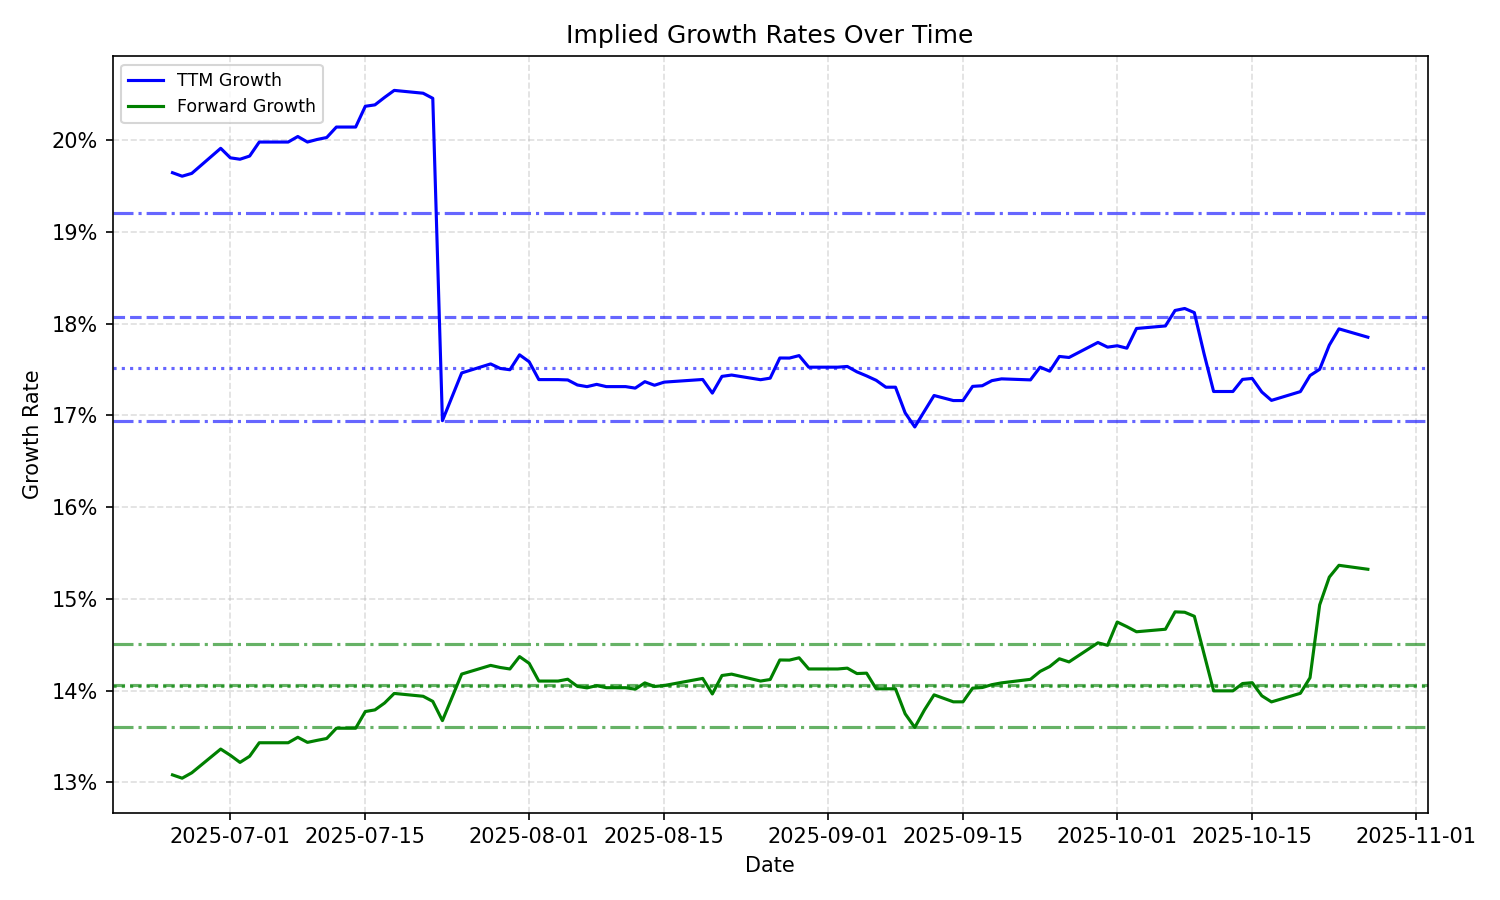 Implied Growth Rates Over Time
TTM Growth
Forward Growth
20%
19%
18%
17%
16%
15%
14%
13%
Growth Rate
2025-07-01 2025-07-15 2025-08-01 2025-08-15 2025-09-01 2025-09-15 2025-10-01 2025-10-15 2025-11-01
Date